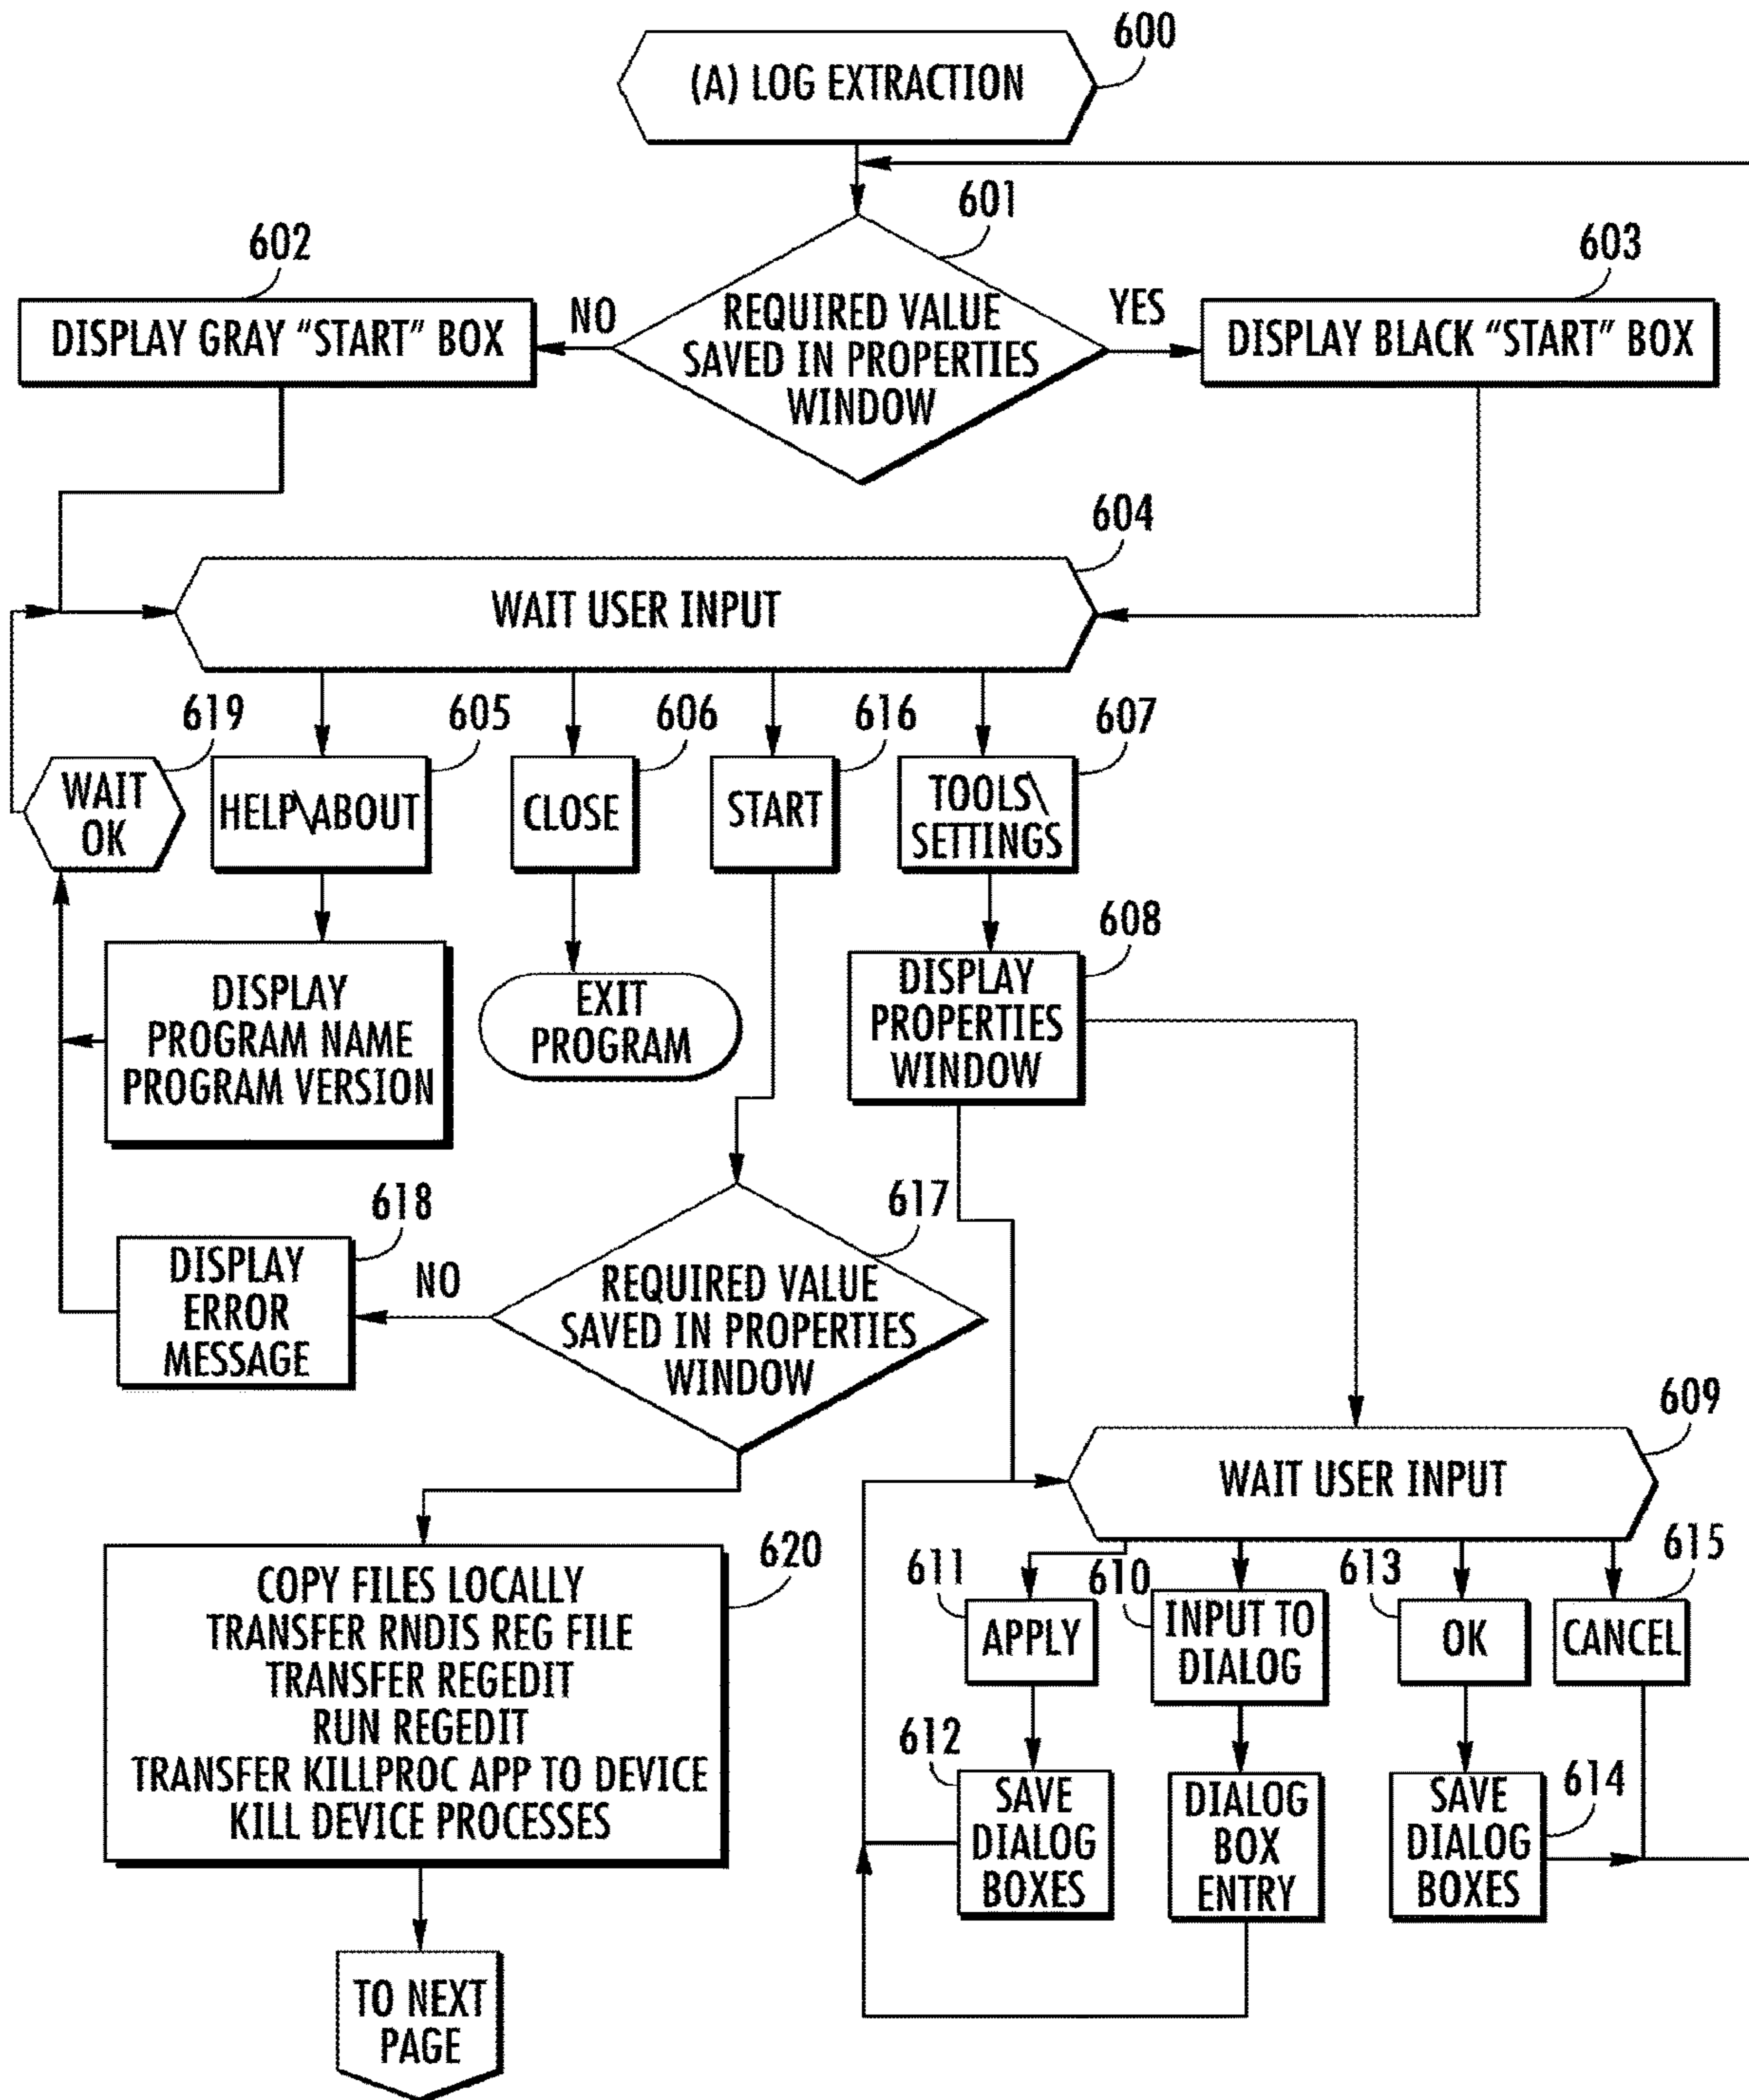 600
(A) LOG EXTRACTION
601
602
603
NO
YES
DISPLAY GRAY “START” BOX
REQUIRED VALUE
SAVED IN PROPERTIES
WINDOW
DISPLAY BLACK “START” BOX
604
WAIT USER INPUT
619
605
606
616
607
WAIT
OK
HELP\ABOUT
CLOSE
START
TOOLS\
SETTINGS
608
DISPLAY
PROGRAM NAME
PROGRAM VERSION
EXIT
PROGRAM
DISPLAY
PROPERTIES
WINDOW
618
617
DISPLAY
ERROR
MESSAGE
NO
REQUIRED VALUE
SAVED IN PROPERTIES
WINDOW
609
WAIT USER INPUT
620
COPY FILES LOCALLY
TRANSFER RNDIS REG FILE
TRANSFER REGEDIT
RUN REGEDIT
TRANSFER KILLPROC APP TO DEVICE
KILL DEVICE PROCESSES
611
610
613
615
APPLY
INPUT TO
DIALOG
OK
CANCEL
612
614
SAVE
DIALOG
BOXES
DIALOG
BOX
ENTRY
SAVE
DIALOG
BOXES
TO NEXT
PAGE